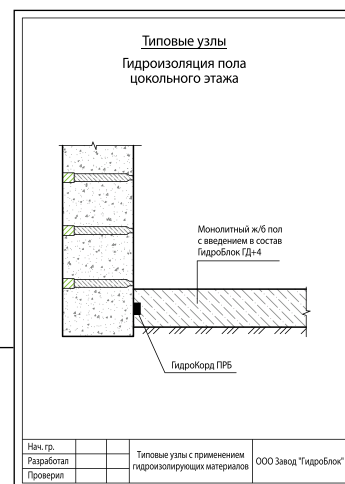 Типовые узлы
Гидроизоляция пола
цокольного этажа
Монолитный ж/б пол
с введением в состав
ГидроБлок ГД+4
ГидроКорд ПРБ
Нач. гр.
Разработал
Проверил
Типовые узлы с применением
гидроизолирующих материалов
ООО Завод "ГидроБлок"